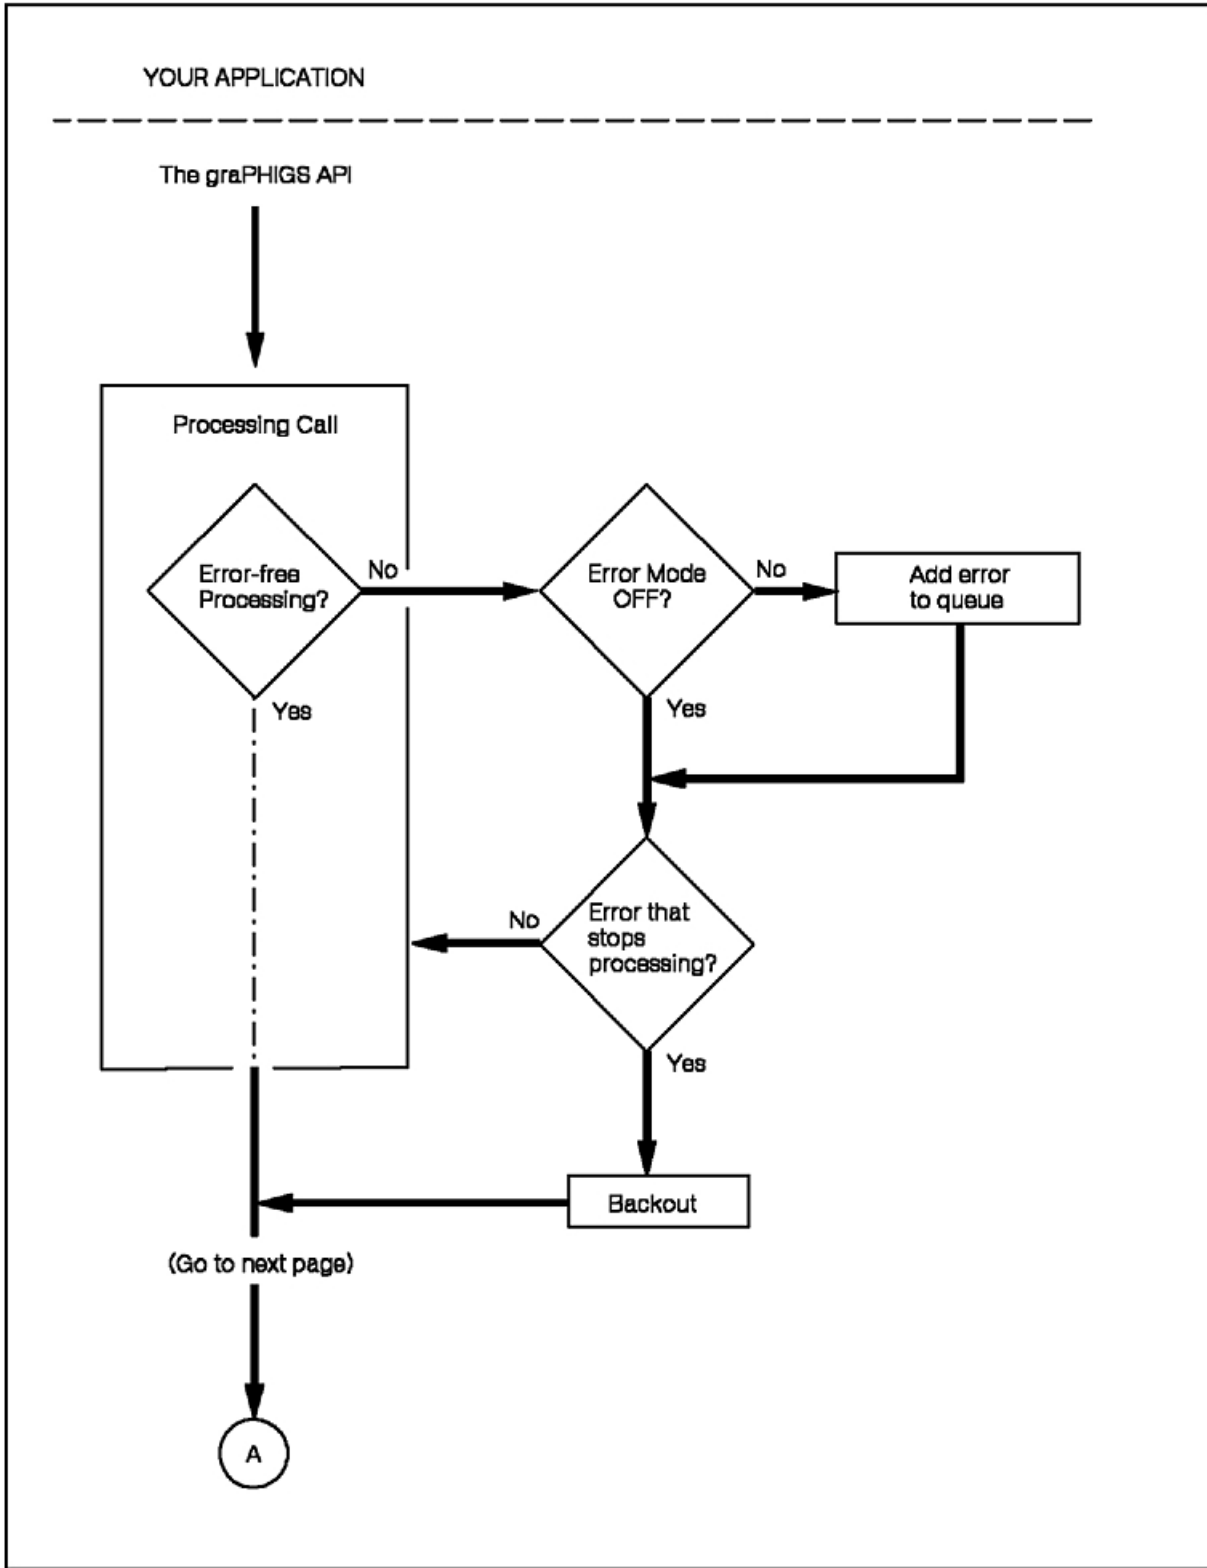 YOUR APPLICATION
The graPHIGS API
Processing Call
Error-free
Processing?
No
Yes
Error Mode
OFF?
No
Yes
Add error
to queue
Error that
stops
processing?
No
Yes
Backout
(Go to next page)
A